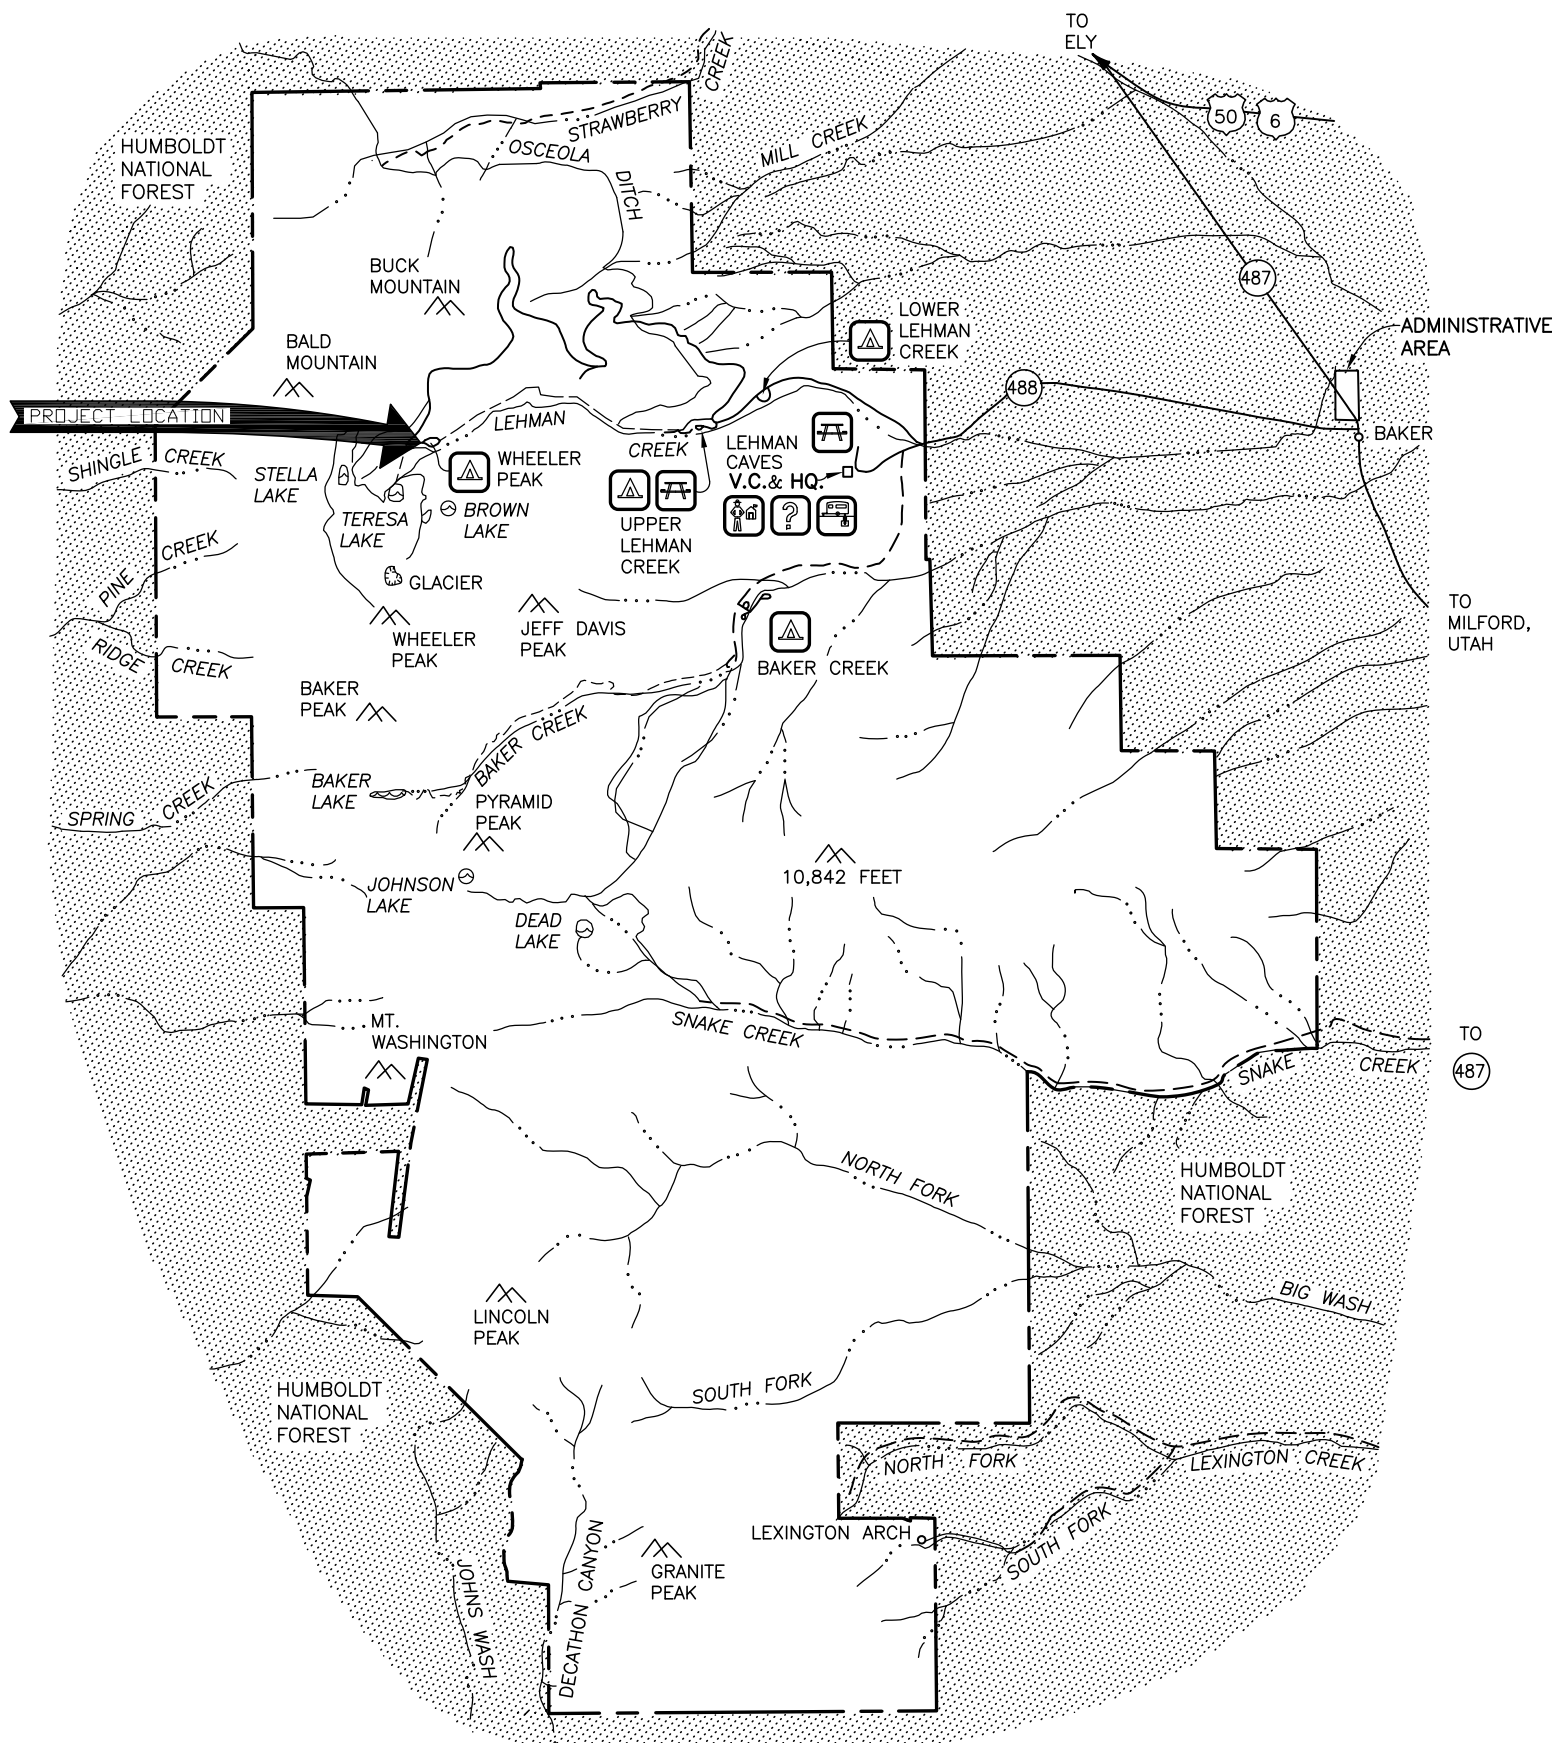 TO
ELY
50
6
STRAWBERRY
CREEK
OSCEOLA
DITCH
MILL CREEK
HUMBOLDT
NATIONAL
FOREST
487
BUCK
MOUNTAIN
BALD
MOUNTAIN
LOWER
LEHMAN
CREEK
ADMINISTRATIVE
AREA
488
PROJECT LOCATION
BAKER
LEHMAN
CREEK
SHINGLE
CREEK
STELLA
LAKE
WHEELER
PEAK
LEHMAN
CAVES
V.C.& HQ.
?
TERESA
LAKE
BROWN
LAKE
UPPER
LEHMAN
CREEK
PINE
CREEK
GLACIER
WHEELER
PEAK
JEFF DAVIS
PEAK
TO
MILFORD,
UTAH
RIDGE
CREEK
BAKER CREEK
BAKER
PEAK
BAKER CREEK
BAKER
LAKE
SPRING
CREEK
PYRAMID
PEAK
JOHNSON
LAKE
10,842 FEET
DEAD
LAKE
MT.
WASHINGTON
SNAKE CREEK
SNAKE
CREEK
TO
487
NORTH FORK
HUMBOLDT
NATIONAL
FOREST
BIG WASH
LINCOLN
PEAK
HUMBOLDT
NATIONAL
FOREST
SOUTH FORK
NORTH FORK
LEXINGTON CREEK
LEXINGTON ARCH
SOUTH FORK
GRANITE
PEAK
JOHNS WASH
DECATHON CANYON